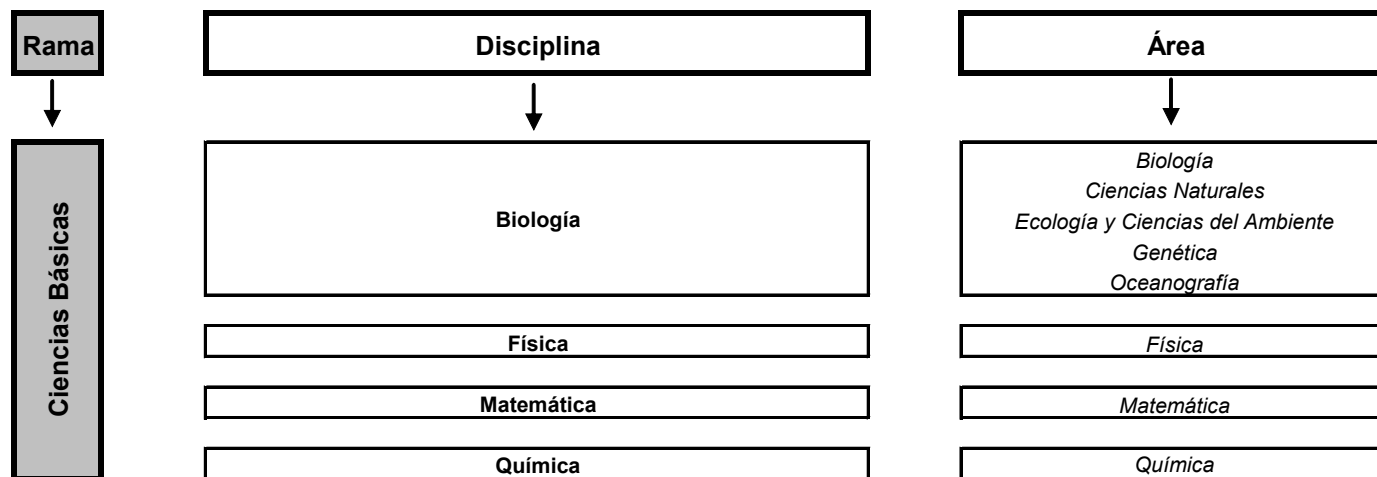 Rama
Disciplina
Área
Ciencias Básicas
Biología
Biología
Ciencias Naturales
Ecología y Ciencias del Ambiente
Genética
Oceanografía
Física
Física
Matemática
Matemática
Química
Química